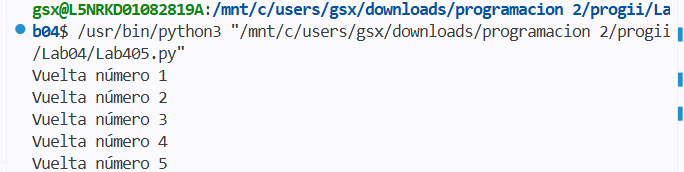 gsx@L5NRKD01082819A:/mnt/c/users/gsx/downloads/programacion 2/progii/La
b04$ /usr/bin/python3 "/mnt/c/users/gsx/downloads/programacion 2/progii
/Lab04/Lab405.py"
Vuelta número 1
Vuelta número 2
Vuelta número 3
Vuelta número 4
Vuelta número 5